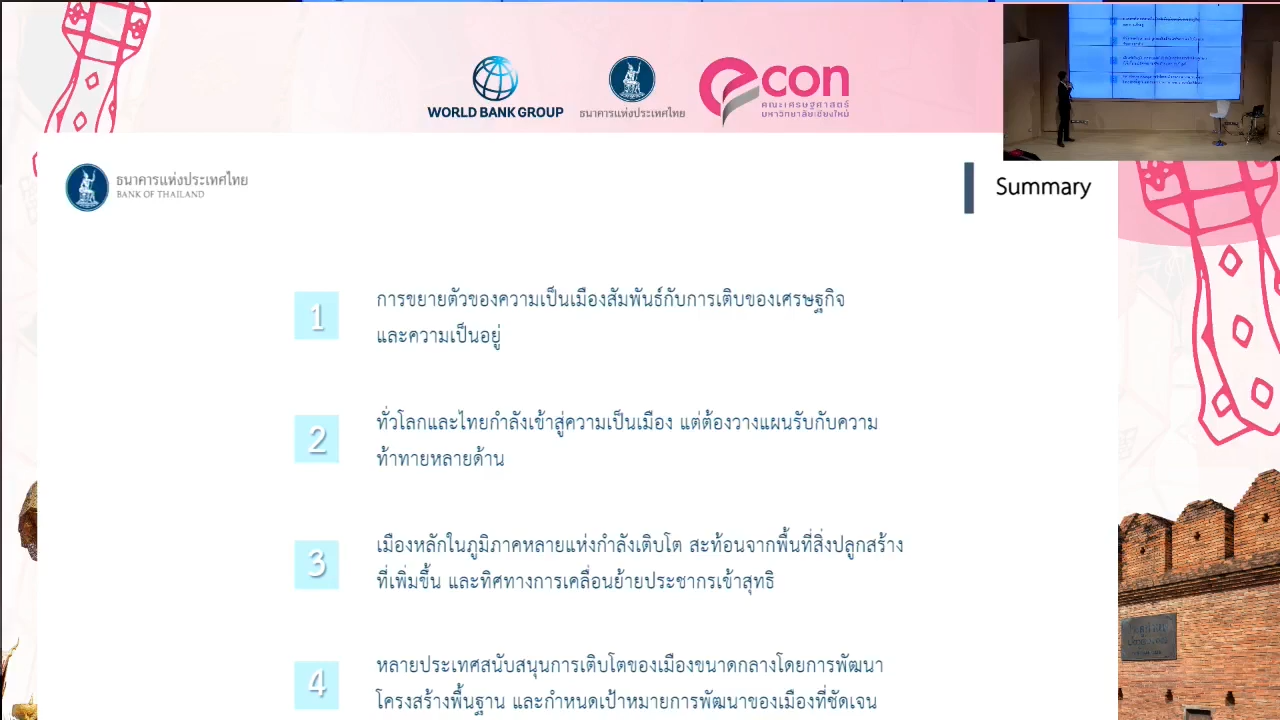 WORLD BANK GROUP
ธนาคารแห่งประเทศไทย
econ
คณะเศรษฐศาสตร์
มหาวิทยาลัยเชียงใหม่
ธนาคารแห่งประเทศไทย
BANK OF THAILAND
Summary
1
การขยายตัวของความเป็นเมืองสัมพันธ์กับการเติบของเศรษฐกิจ
และความเป็นอยู่
2
ทั่วโลกและไทยกำลังเข้าสู่ความเป็นเมือง แต่ต้องวางแผนรับกับความ
ท้าทายหลายด้าน
3
เมืองหลักในภูมิภาคหลายแห่งกำลังเติบโต สะท้อนจากพื้นที่สิ่งปลูกสร้าง
ที่เพิ่มขึ้น และทิศทางการเคลื่อนย้ายประชากรเข้าสุทธิ
4
หลายประเทศสนับสนุนการเติบโตของเมืองขนาดกลางโดยการพัฒนา
โครงสร้างพื้นฐาน และกำหนดเป้าหมายการพัฒนาของเมืองที่ชัดเจน